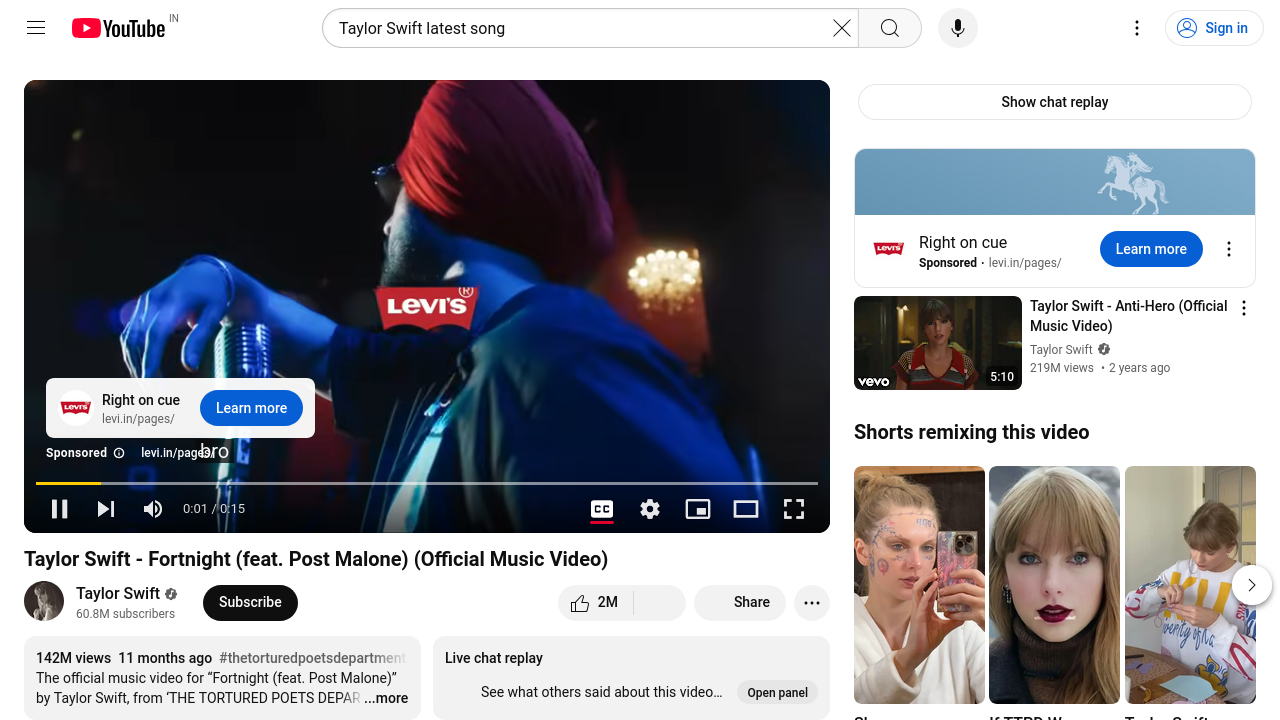 YouTube IN
Taylor Swift latest song
Sign in
LEVI'S®
Levi's
Right on cue
levi.in/pages/
Learn more
Sponsored
levi.in/pages/
bro
0:01 / 0:15
CC
Taylor Swift - Fortnight (feat. Post Malone) (Official Music Video)
Taylor Swift
60.8M subscribers
Subscribe
2M
Share
142M views 11 months ago #thetorturedpoetsdepartment
The official music video for “Fortnight (feat. Post Malone)”
by Taylor Swift, from ‘THE TORTURED POETS DEPAR ...more
Live chat replay
See what others said about this video...
Open panel
Show chat replay
Levi's
Right on cue
Sponsored · levi.in/pages/
Learn more
vevo
5:10
Taylor Swift - Anti-Hero (Official
Music Video)
Taylor Swift
219M views • 2 years ago
Shorts remixing this video